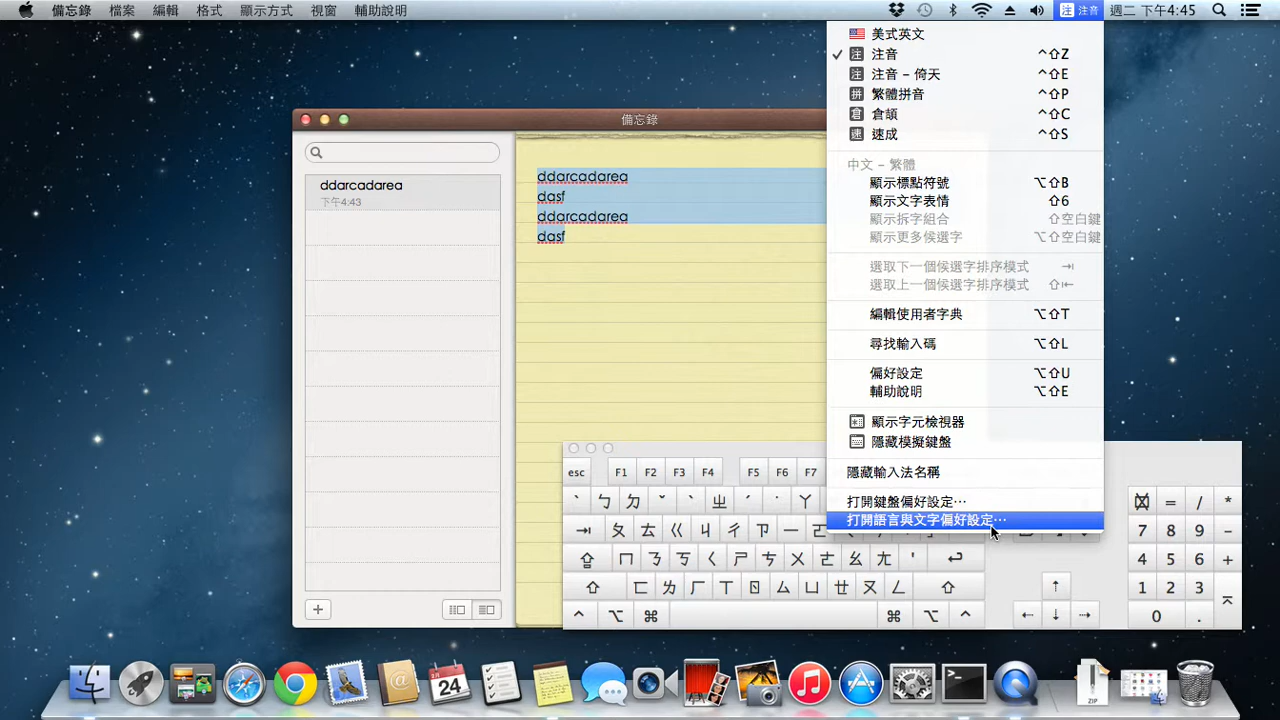 備忘錄 檔案 編輯 格式 顯示方式 視窗 輔助說明 注 注音 週二 下午4:45
美式英文
✓ 注 注音 ^⇧Z
注 注音 – 倚天 ^⇧E
拼 繁體拼音 ^⇧P
倉 倉頡 ^⇧C
速 速成 ^⇧S
中文 – 繁體
顯示標點符號 ⌥⇧B
顯示文字表情 ⇧6
顯示拆字組合 ⇧空白鍵
顯示更多候選字 ⌥⇧空白鍵
選取下一個候選字排序模式 ⇥
選取上一個候選字排序模式 ⇧⇤
編輯使用者字典 ⌥⇧T
尋找輸入碼 ⌥⇧L
偏好設定 ⌥⇧U
輔助說明 ⌥⇧E
顯示字元檢視器
隱藏模擬鍵盤
隱藏輸入法名稱
打開鍵盤偏好設定⋯
打開語言與文字偏好設定⋯
備忘錄
ddarcadarea
下午4:43
ddarcadarea
dasf
ddarcadarea
dasf
esc F1 F2 F3 F4 F5 F6 F7
ˋ ㄅ ㄉ ˇ ˋ ㄓ ˊ ˙ ㄚ = / *
⇥ ㄆ ㄊ ㄍ ㄐ ㄔ ㄗ ㄧ ㄛ 7 8 9 −
⇪ ㄇ ㄋ ㄎ ㄑ ㄕ ㄘ ㄨ ㄜ ㄠ ㄤ ' ↩ 4 5 6 +
⇧ ㄈ ㄌ ㄏ ㄒ ㄖ ㄙ ㄩ ㄝ ㄡ ㄥ ⇧ ↑ 1 2 3 ⌤
^ ⌥ ⌘ ⌘ ⌥ ^ ← ↓ → 0 .
24
ZIP